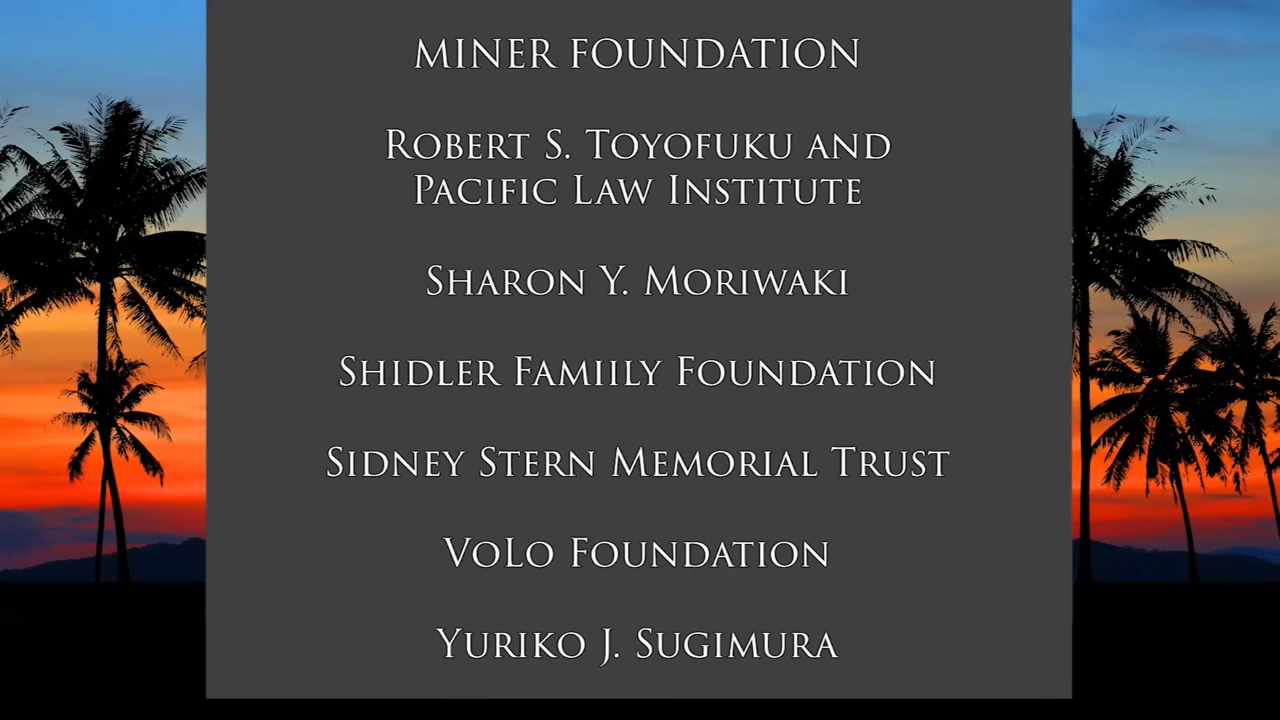 MINER FOUNDATION
ROBERT S. TOYOFUKU AND
PACIFIC LAW INSTITUTE
SHARON Y. MORIWAKI
SHIDLER FAMIILY FOUNDATION
SIDNEY STERN MEMORIAL TRUST
VOLO FOUNDATION
YURIKO J. SUGIMURA